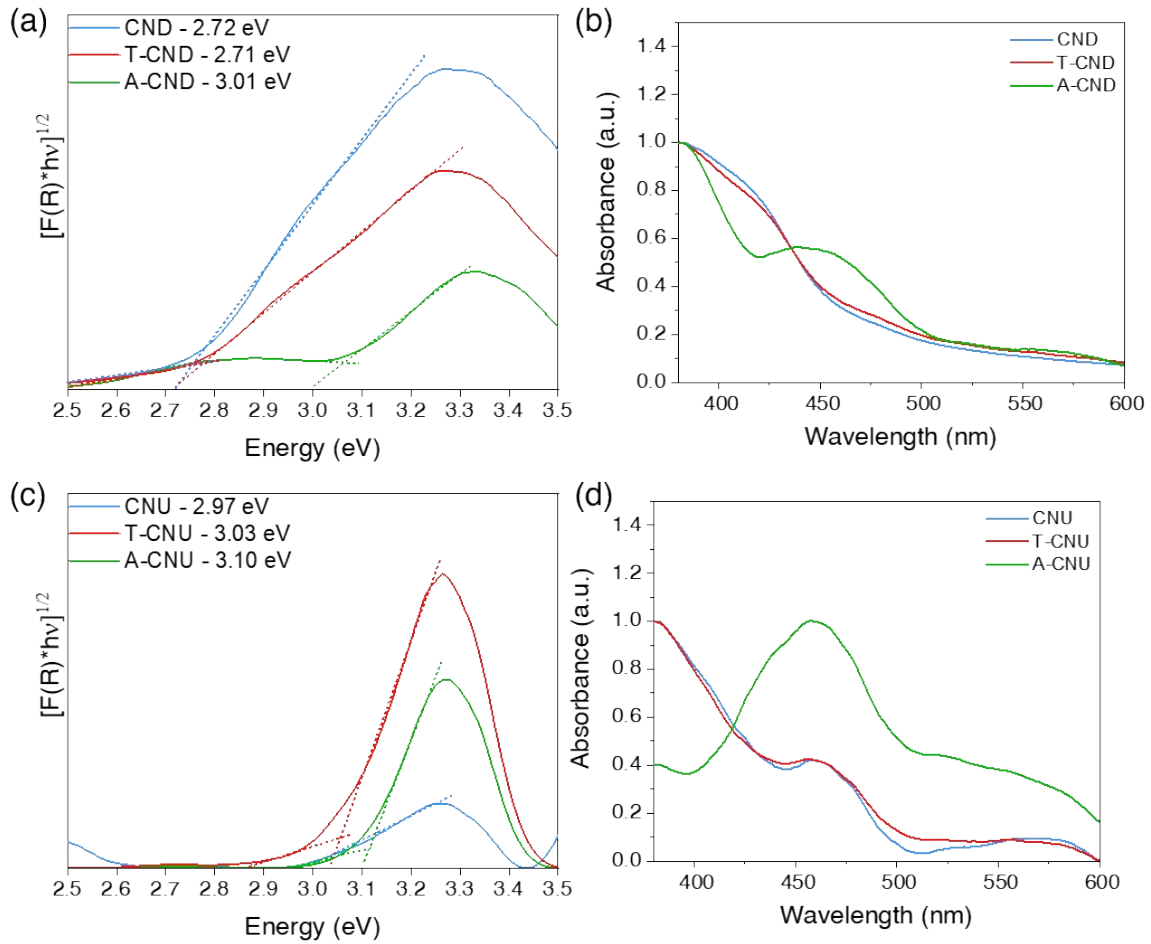 (a)
CND - 2.72 eV
T-CND - 2.71 eV
A-CND - 3.01 eV
[F(R)*hν]1/2
2.5 2.6 2.7 2.8 2.9 3.0 3.1 3.2 3.3 3.4 3.5
Energy (eV)
(b)
CND
T-CND
A-CND
Absorbance (a.u.)
1.4
1.2
1.0
0.8
0.6
0.4
0.2
0.0
400 450 500 550 600
Wavelength (nm)
(c)
CNU - 2.97 eV
T-CNU - 3.03 eV
A-CNU - 3.10 eV
[F(R)*hν]1/2
2.5 2.6 2.7 2.8 2.9 3.0 3.1 3.2 3.3 3.4 3.5
Energy (eV)
(d)
CNU
T-CNU
A-CNU
Absorbance (a.u.)
1.4
1.2
1.0
0.8
0.6
0.4
0.2
0.0
400 450 500 550 600
Wavelength (nm)